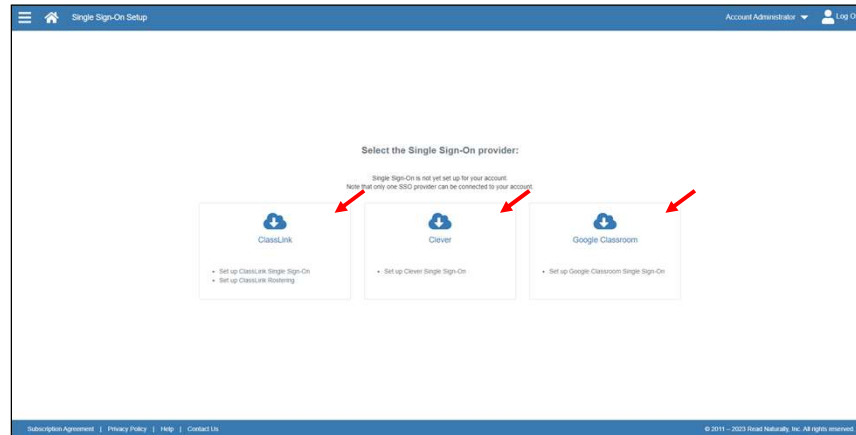 Single Sign-On Setup
Account Administrator
Log O
Select the Single Sign-On provider:
Single Sign-On is not yet set up for your account.
Note that only one SSO provider can be connected to your account.
ClassLink
• Set up ClassLink Single Sign-On
• Set up ClassLink Rostering
Clever
• Set up Clever Single Sign-On
Google Classroom
• Set up Google Classroom Single Sign-On
Subscription Agreement | Privacy Policy | Help | Contact Us
© 2011 – 2023 Read Naturally, Inc. All rights reserved.